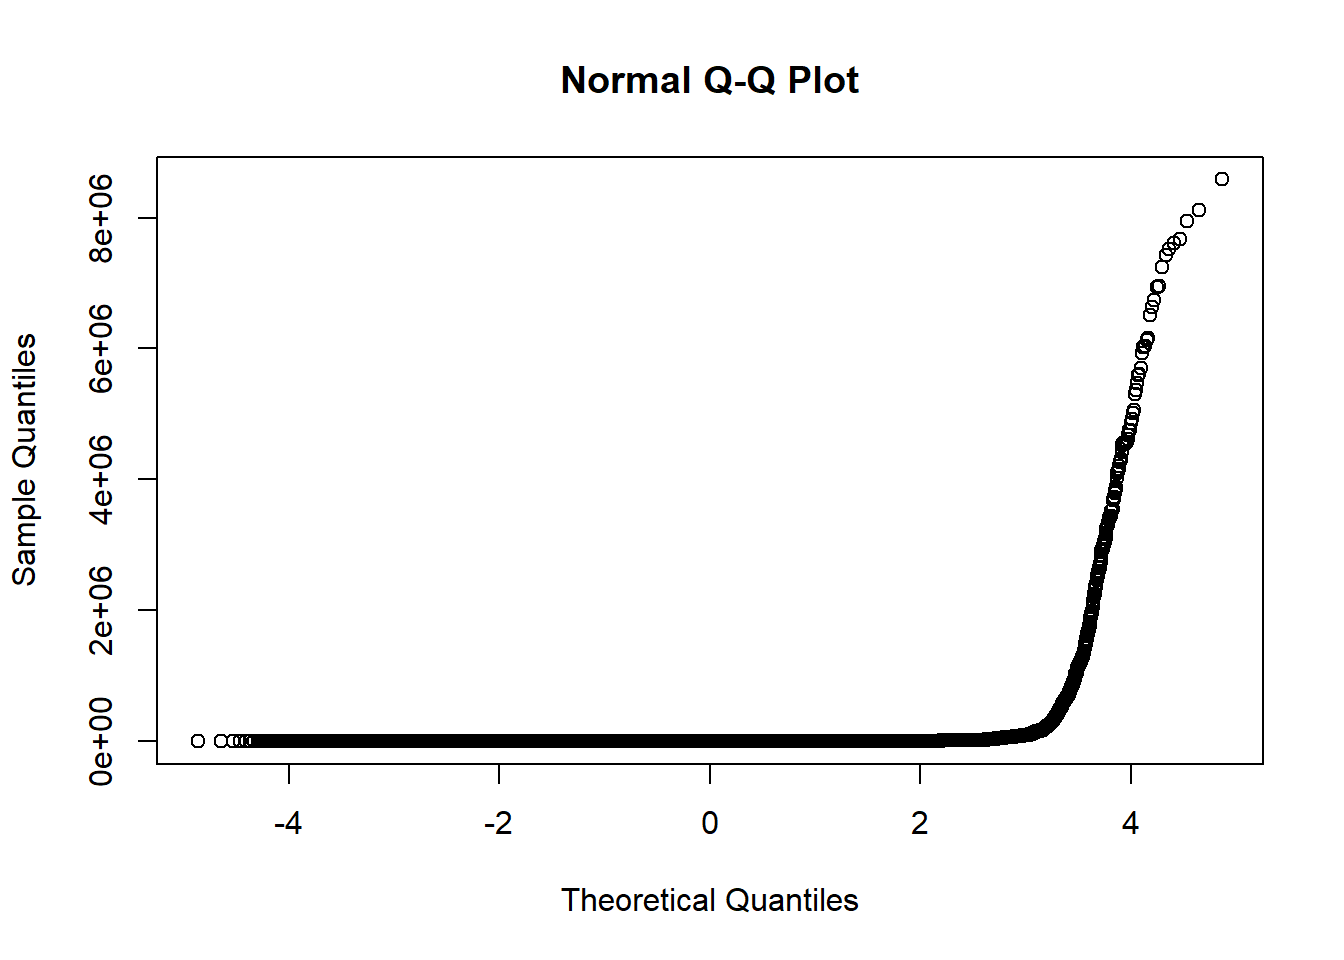 Normal Q-Q Plot
Sample Quantiles
8e+06
6e+06
4e+06
2e+06
0e+00
-4 -2 0 2 4
Theoretical Quantiles